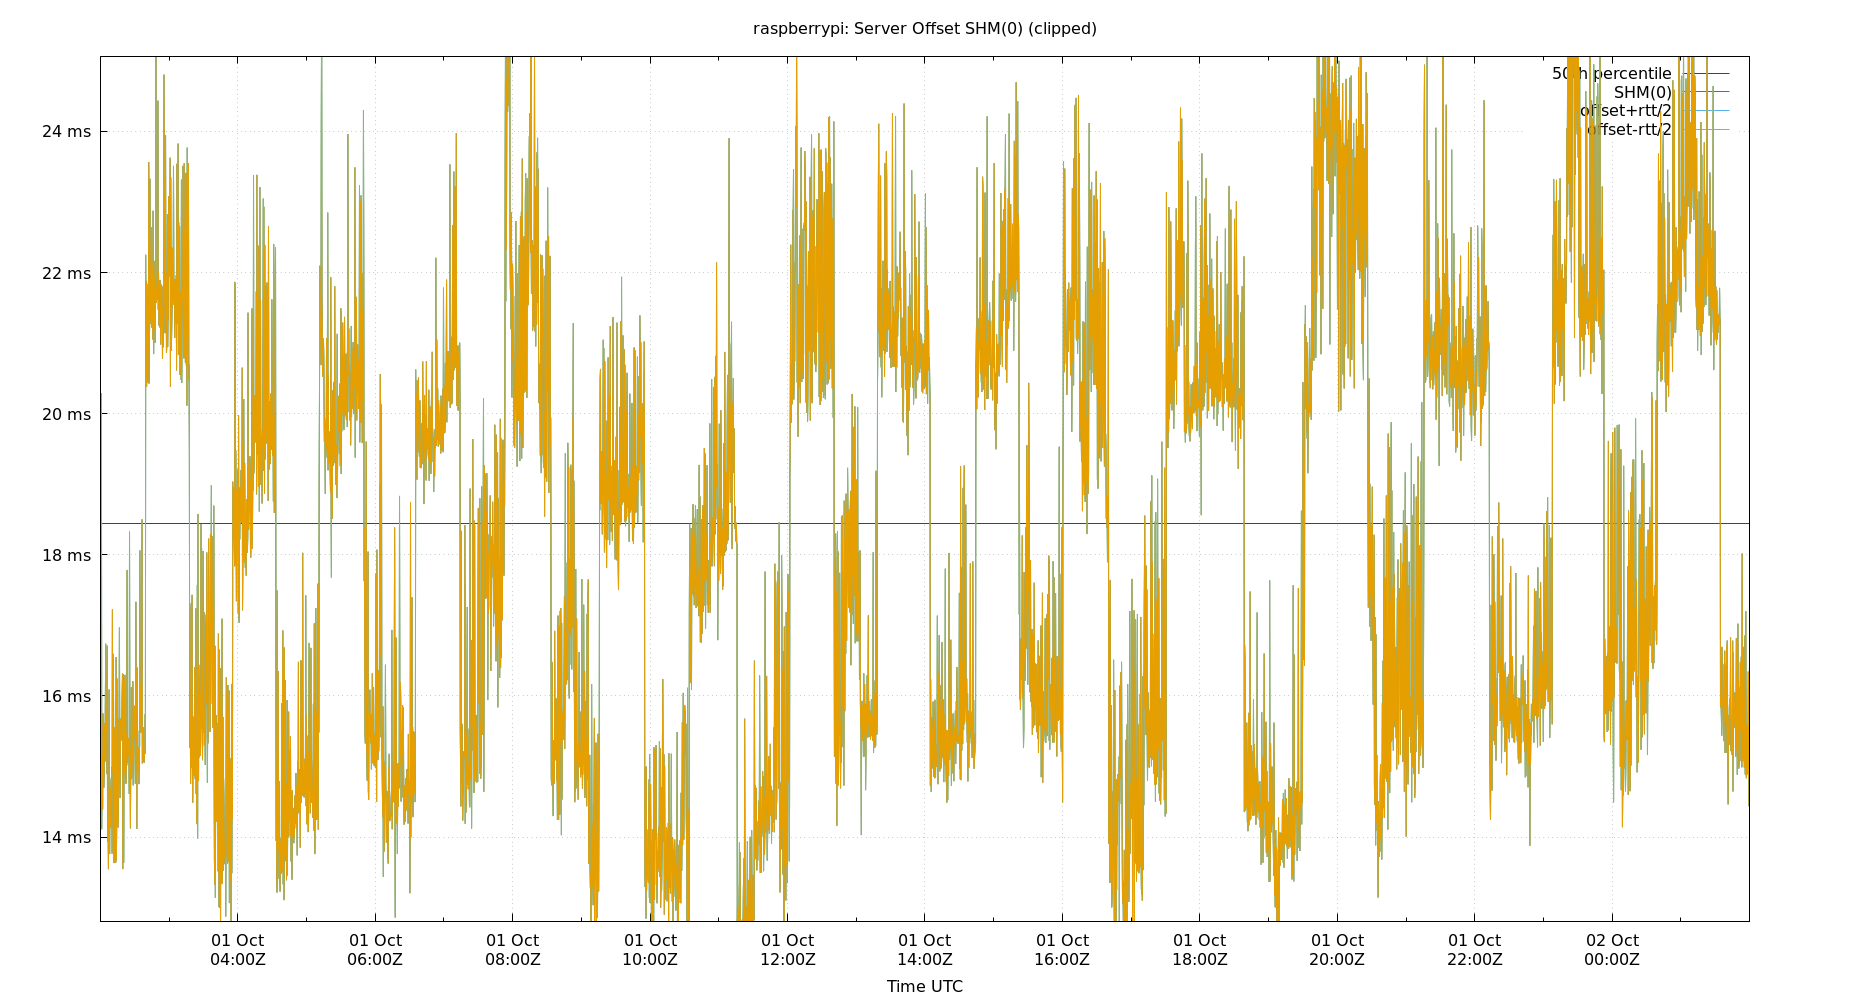 raspberrypi: Server Offset SHM(0) (clipped)
50th percentile
SHM(0)
offset+rtt/2
offset-rtt/2
24 ms
22 ms
20 ms
18 ms
16 ms
14 ms
01 Oct 01 Oct 01 Oct 01 Oct 01 Oct 01 Oct 01 Oct 01 Oct 01 Oct 01 Oct 02 Oct
04:00Z 06:00Z 08:00Z 10:00Z 12:00Z 14:00Z 16:00Z 18:00Z 20:00Z 22:00Z 00:00Z
Time UTC